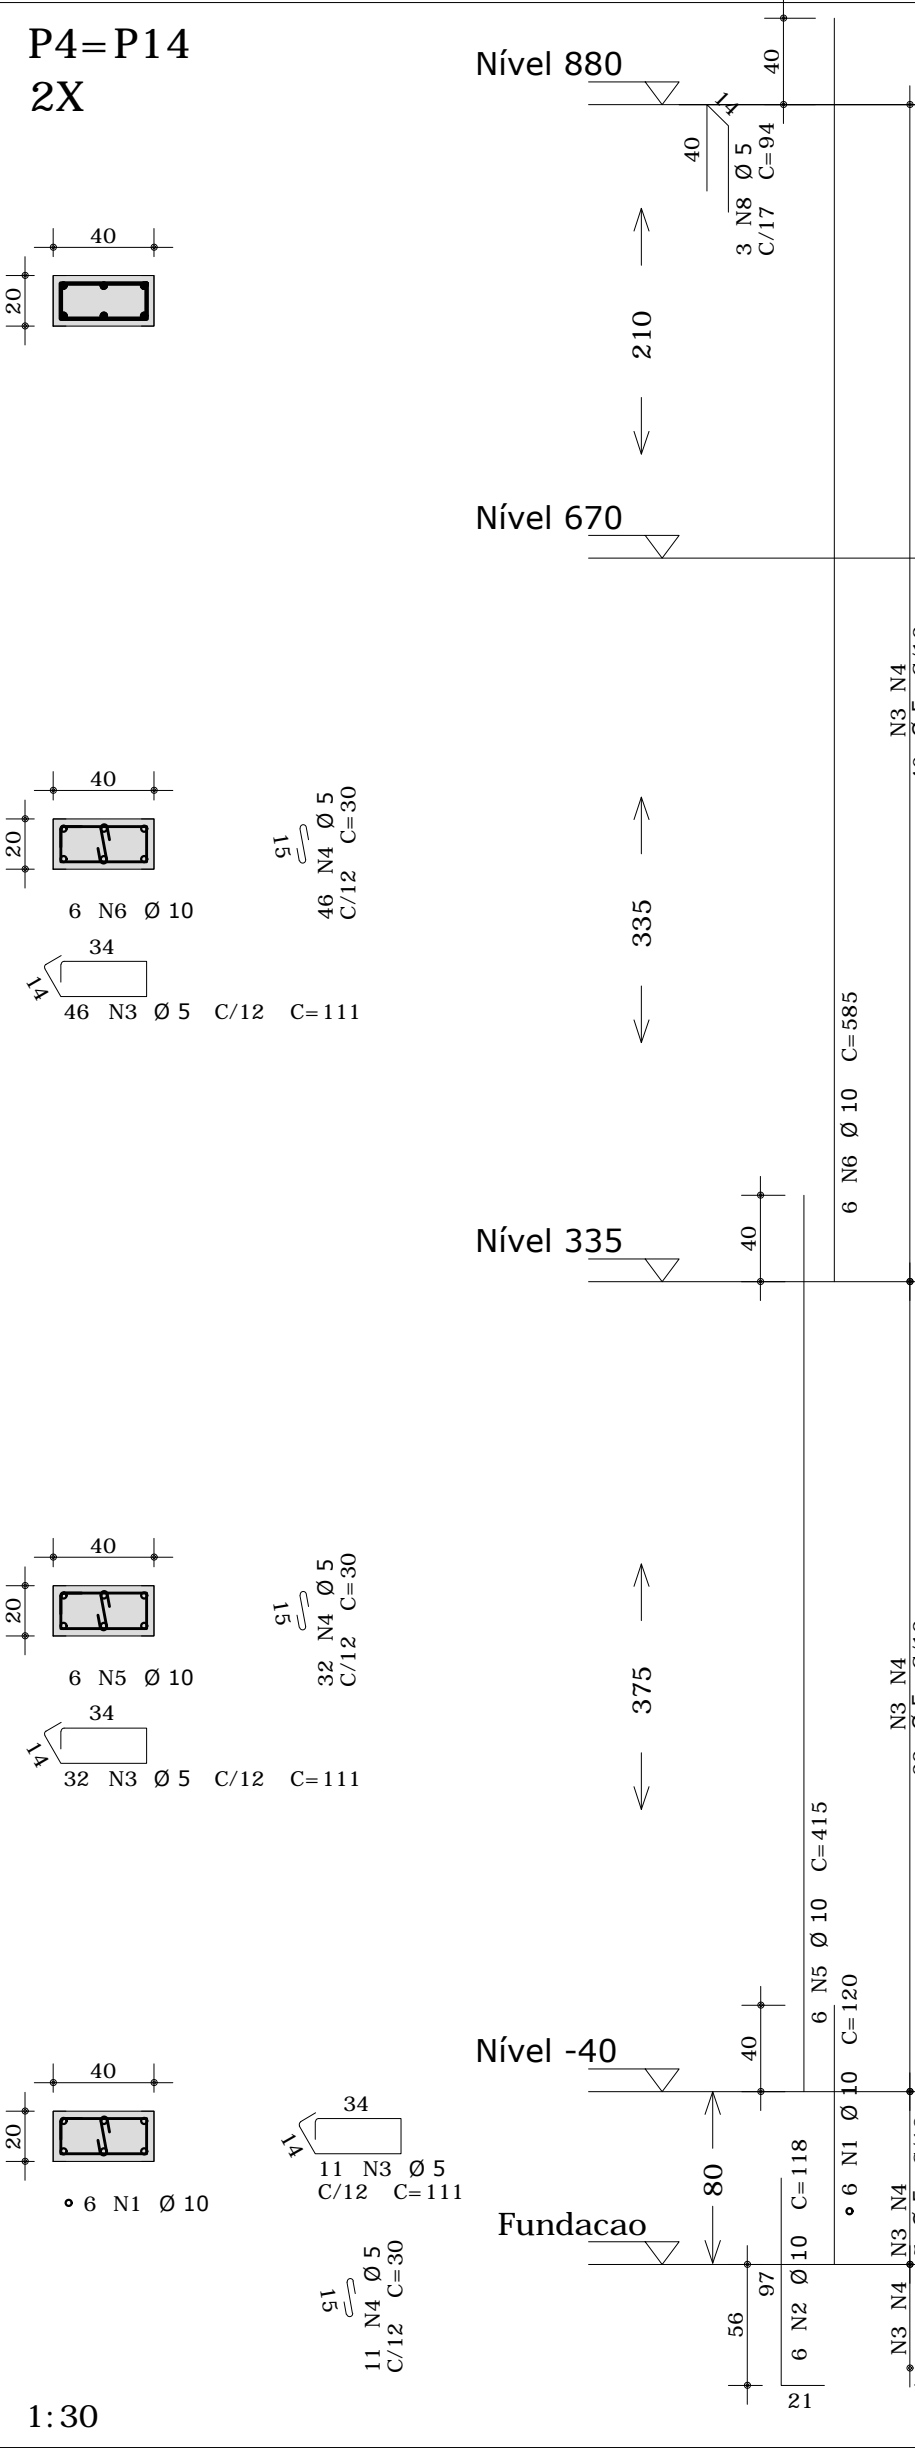 P4=P14
2X
Nível 880
40
14
40
3 N8 Ø 5
C/17 C=94
40
20
210
Nível 670
N3 N4
40
20
6 N6 Ø 10
15
46 N4 Ø 5
C/12 C=30
34
14
46 N3 Ø 5 C/12 C=111
335
6 N6 Ø 10 C=585
Nível 335
40
40
20
6 N5 Ø 10
15
32 N4 Ø 5
C/12 C=30
34
14
32 N3 Ø 5 C/12 C=111
375
N3 N4
6 N5 Ø 10 C=415
Nível -40
40
6 N1 Ø 10 C=120
40
20
6 N1 Ø 10
34
14
11 N3 Ø 5
C/12 C=111
15
11 N4 Ø 5
C/12 C=30
80
Fundacao
56
97
6 N2 Ø 10 C=118
21
N3 N4
N3 N4
1:30